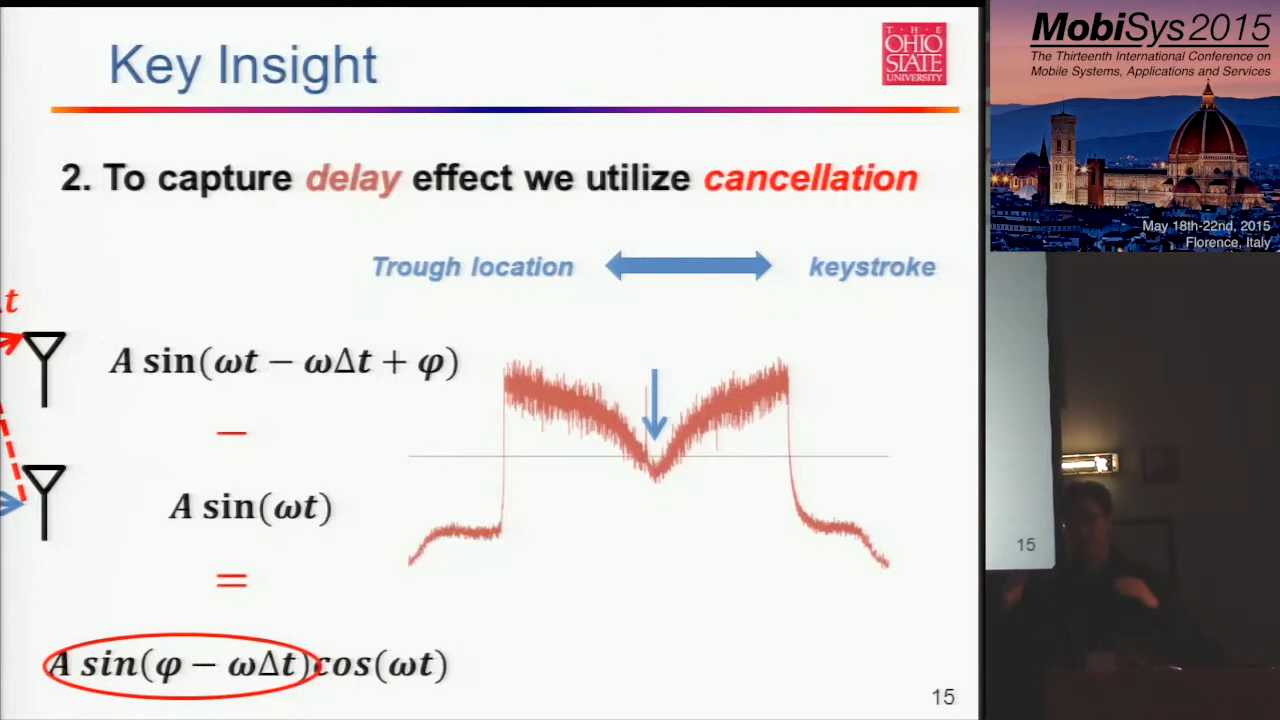 Key Insight
THE
OHIO
STATE
UNIVERSITY
MobiSys 2015
The Thirteenth International Conference on
Mobile Systems, Applications and Services
May 18th-22nd, 2015
Florence, Italy
2. To capture delay effect we utilize cancellation
Trough location
keystroke
t
A sin(ωt − ωΔt + φ)
−
A sin(ωt)
=
A sin(φ − ωΔt)cos(ωt)
15
15